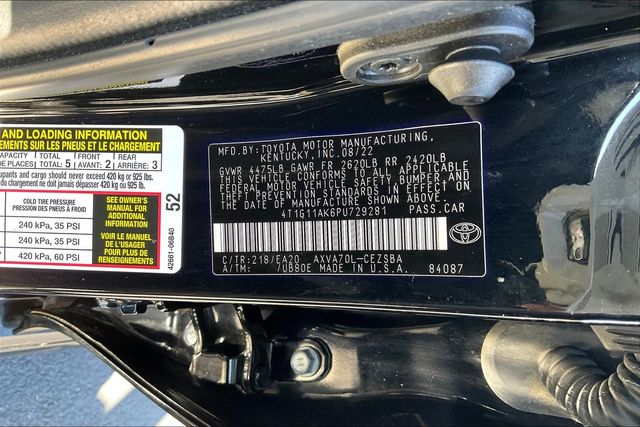 AND LOADING INFORMATION
SUR LES PNEUS ET LE CHARGEMENT
CAPACITY TOTAL FRONT REAR
DE PLACES TOTAL 5 AVANT 2 ARRIÈRE 3
cupants and cargo should never exceed 420 kg or 925 lbs.
ne doit jamais dépasser 420 kg ou 925 lb.
COLD TIRE PRESSURE
PRESSION DES PNEUS À FROID
240 kPa, 35 PSI
240 kPa, 35 PSI
420 kPa, 60 PSI
SEE OWNER'S
MANUAL FOR
ADDITIONAL
INFORMATION
VOIR LE MANUEL
DE L'USAGER
POUR PLUS DE
RENSEIGNEMENTS
52
42661-06B40
MFD.BY:TOYOTA MOTOR MANUFACTURING,
KENTUCKY,INC.08/22
GVWR 4475LB GAWR FR 2620LB RR 2420LB
THIS VEHICLE CONFORMS TO ALL APPLICABLE
FEDERAL MOTOR VEHICLE SAFETY, BUMPER, AND
THEFT PREVENTION STANDARDS IN EFFECT ON
THE DATE OF MANUFACTURE SHOWN ABOVE.
4T1G11AK6PU729281 PASS.CAR
C/TR:218/EA20 AXVA70L-CEZSBA
A/TM: /UB80E MADE IN U.S.A. 84087